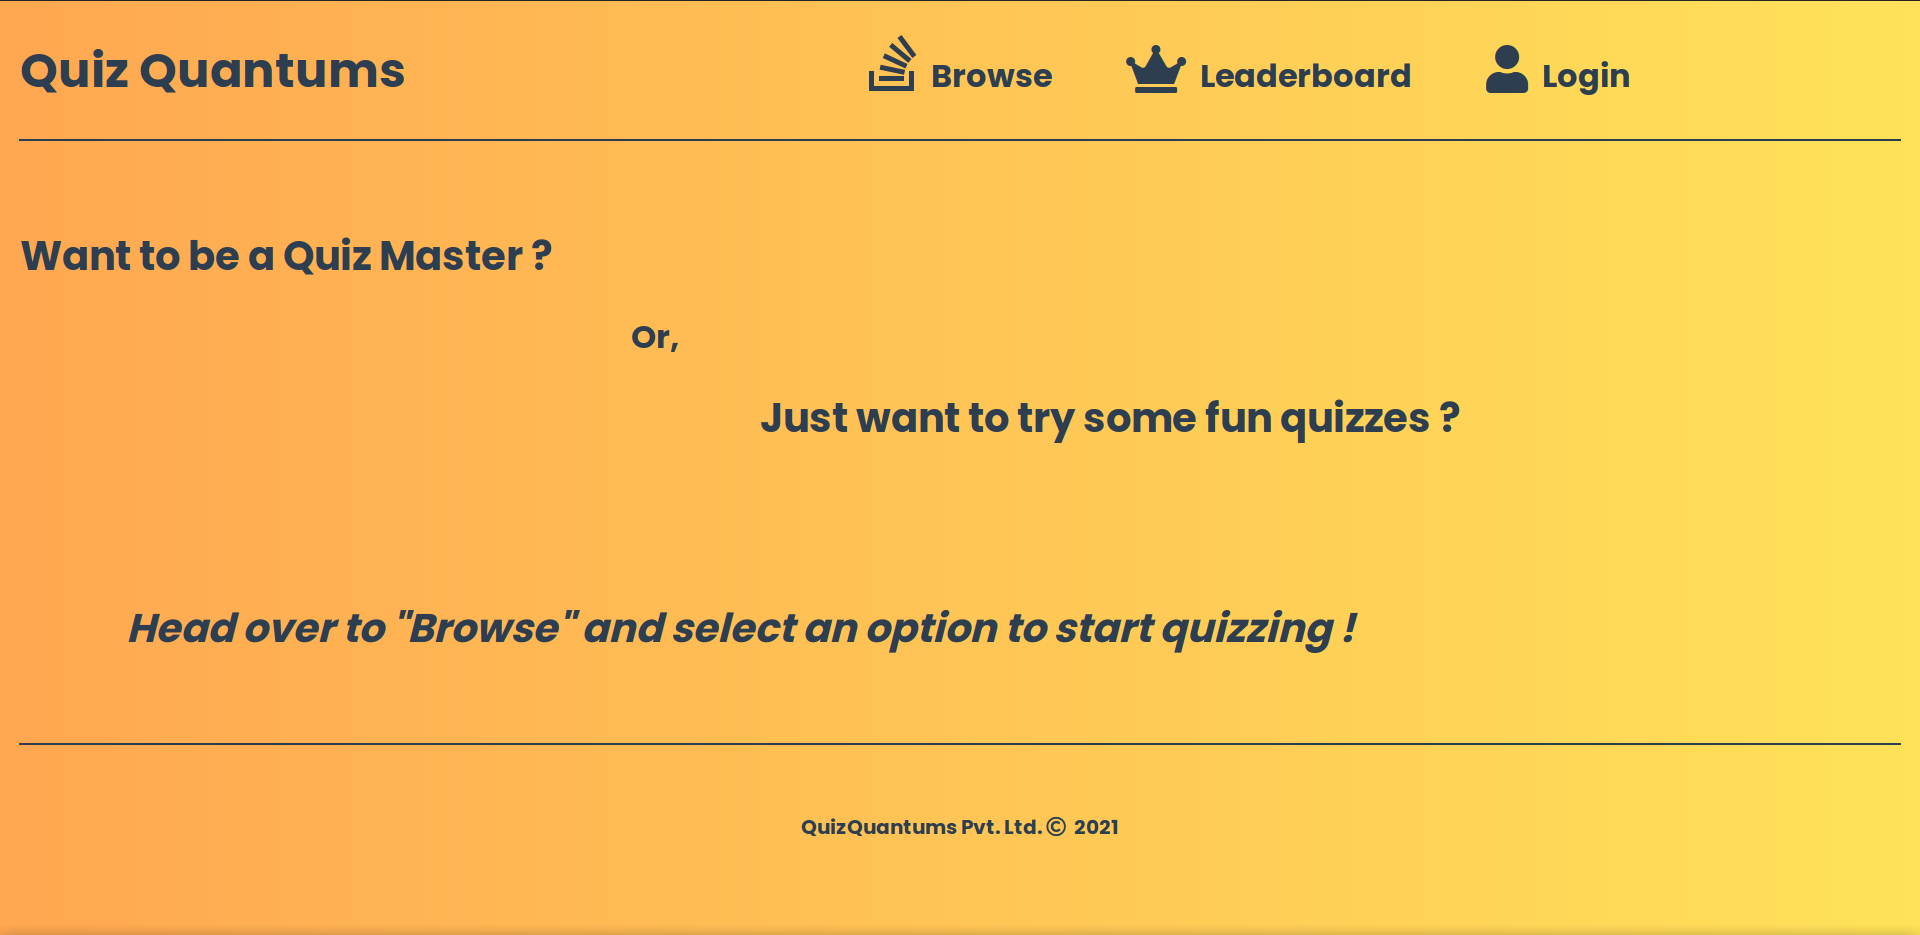 Quiz Quantums
Browse
Leaderboard
Login
Want to be a Quiz Master ?
Or,
Just want to try some fun quizzes ?
Head over to "Browse" and select an option to start quizzing !
QuizQuantums Pvt. Ltd. © 2021